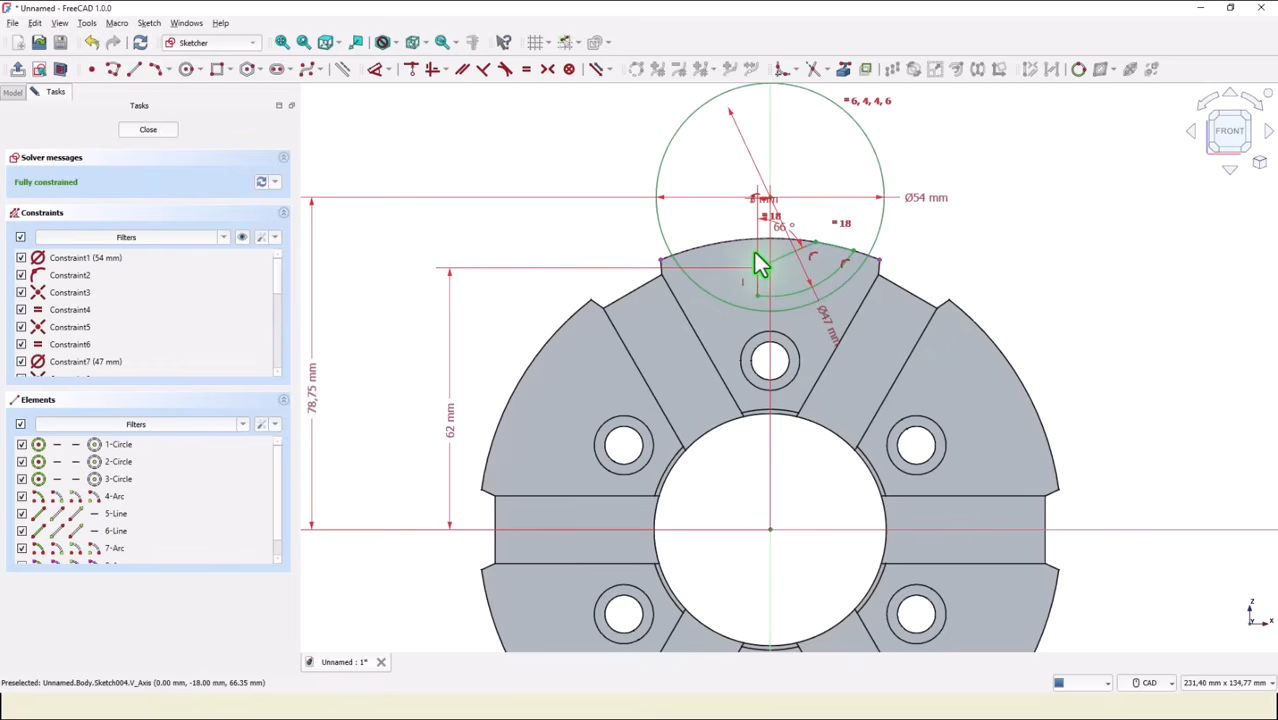 * Unnamed - FreeCAD 1.0.0
File Edit View Tools Macro Sketch Windows Help
Sketcher
Model Tasks
Tasks
Close
Solver messages
Fully constrained
Constraints
Filters
Constraint1 (54 mm)
Constraint2
Constraint3
Constraint4
Constraint5
Constraint6
Constraint7 (47 mm)
Elements
Filters
1-Circle
2-Circle
3-Circle
4-Arc
5-Line
6-Line
7-Arc
= 6, 4, 4, 6
Ø54 mm
= 18
= 18
66 °
Ø47 mm
78,75 mm
62 mm
FRONT
Z
Y
X
Unnamed : 1*
Preselected: Unnamed.Body.Sketch004.V_Axis (0.00 mm, -18.00 mm, 66.35 mm)
CAD
231,40 mm x 134,77 mm